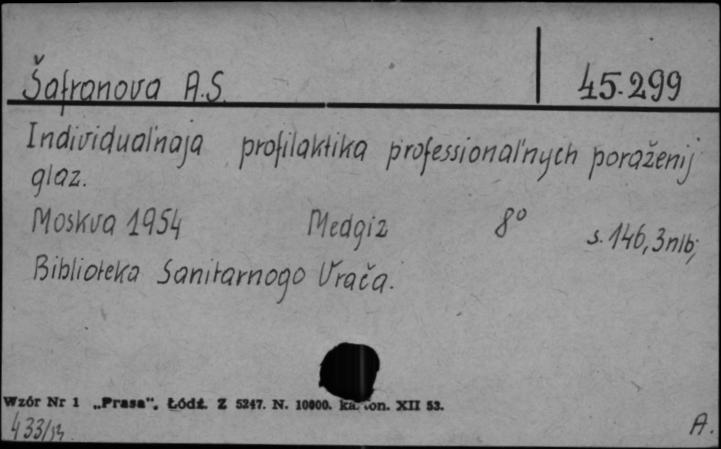 Šafranova A.S. 45.299
Individual'naja profilaktika professional'nych poraženij
glaz.
Moskva 1954 Medgiz 8° s. 146, 3nlb;
Biblioteka Sanitarnogo Vrača.
Wzór Nr 1 „Prasa”. Łódź. Z 5247. N. 10000. ton. XII 53.
433/ A.